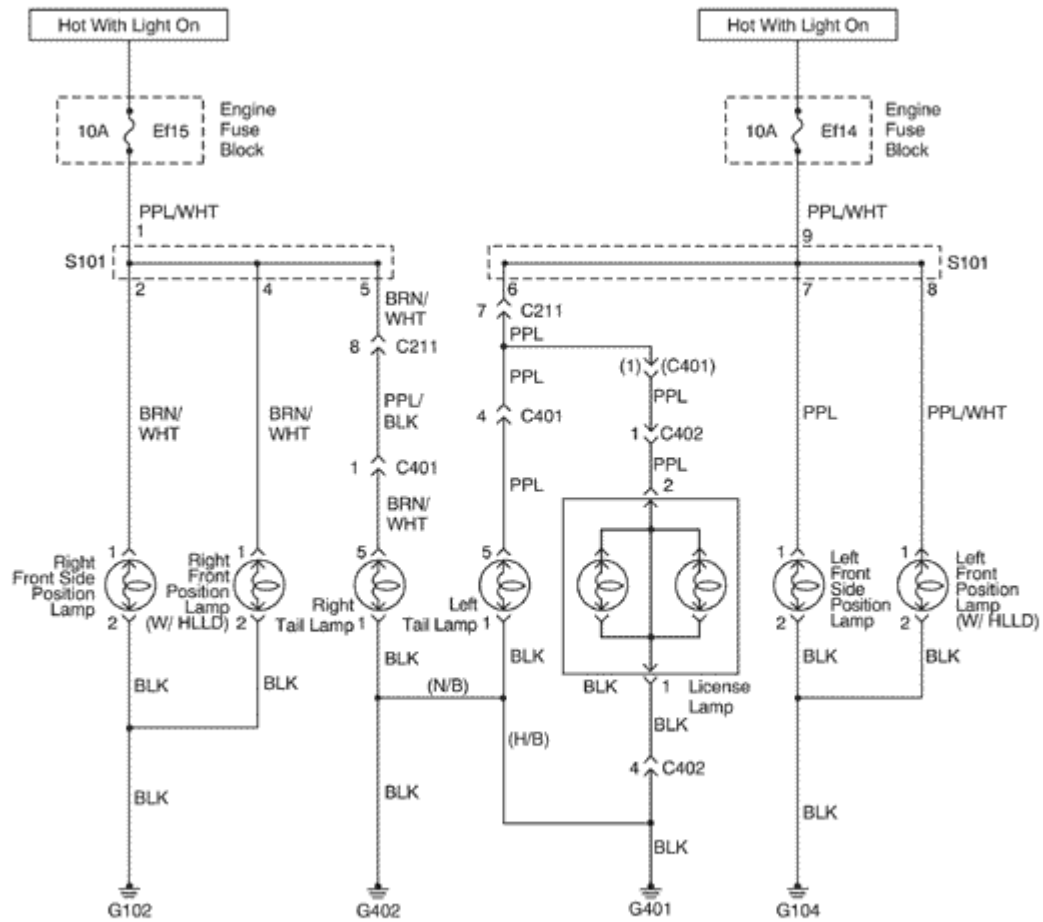 Hot With Light On
Hot With Light On
10A Ef15
Engine
Fuse
Block
10A Ef14
Engine
Fuse
Block
PPL/WHT
1
PPL/WHT
9
S101
S101
2
4
5
6
7
8
BRN/
WHT
7 C211
PPL
8 C211
(1) (C401)
BRN/
WHT
BRN/
WHT
PPL/
BLK
PPL
4 C401
PPL
1 C402
PPL
PPL/WHT
1 C401
PPL
PPL
2
BRN/
WHT
Right
Front Side
Position
Lamp
1
2
Right
Front
Position
Lamp
(W/ HLLD)
1
2
Right
Tail Lamp
5
1
Left
Tail Lamp
5
1
Left
Front
Side
Position
Lamp
1
2
Left
Front
Position
Lamp
(W/ HLLD)
1
2
BLK
BLK
BLK
BLK
BLK
1 License
Lamp
BLK
BLK
(N/B)
(H/B)
BLK
4 C402
BLK
BLK
BLK
BLK
G102
G402
G401
G104